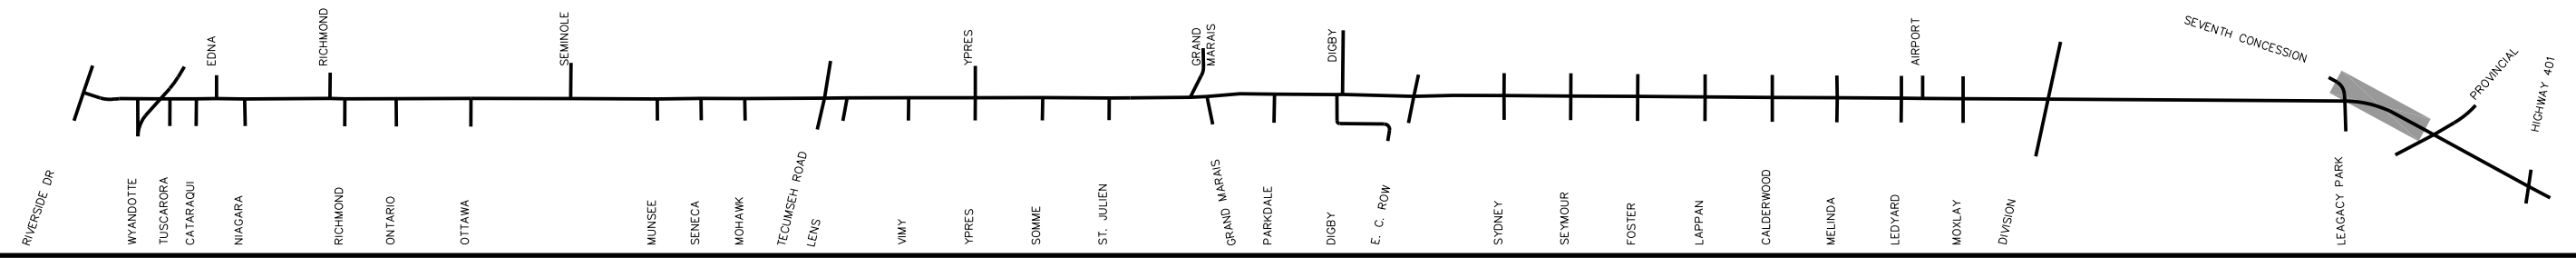 RIVERSIDE DR
WYANDOTTE
TUSCARORA
CATARAQUI
EDNA
NIAGARA
RICHMOND
RICHMOND
ONTARIO
OTTAWA
SEMINOLE
MUNSEE
SENECA
MOHAWK
TECUMSEH ROAD
LENS
VIMY
YPRES
YPRES
SOMME
ST. JULIEN
GRAND
MARAIS
GRAND MARAIS
PARKDALE
DIGBY
DIGBY
E. C. ROW
SYDNEY
SEYMOUR
FOSTER
LAPPAN
CALDERWOOD
MELINDA
LEDYARD
AIRPORT
MOXLAY
DIVISION
SEVENTH CONCESSION
LEAGACY PARK
PROVINCIAL
HIGHWAY 401